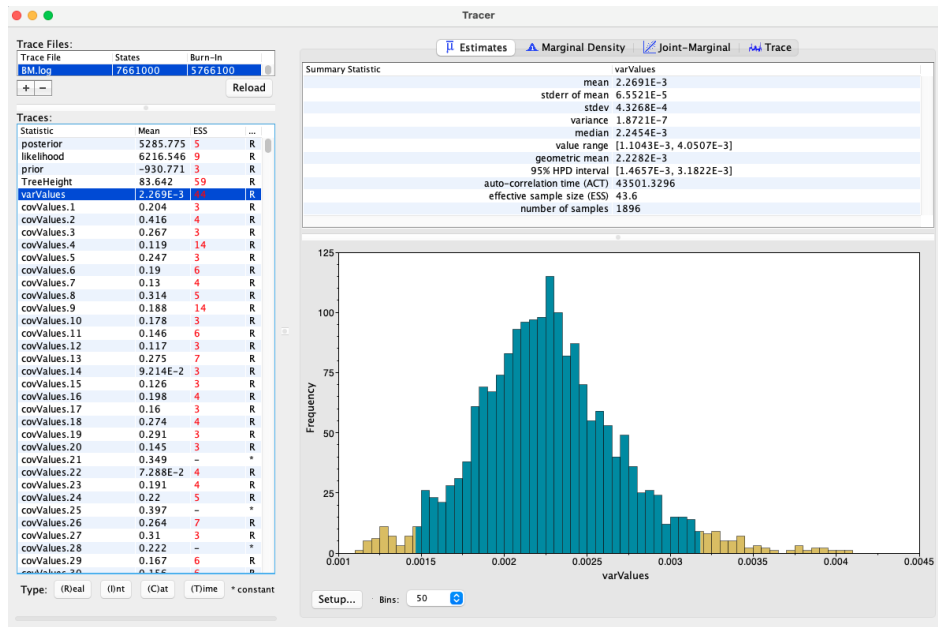 Tracer
Trace Files:
Trace File States Burn-In
BM.log 7661000 5766100
+ − Reload
Traces:
Statistic Mean ESS ...
posterior 5285.775 5 R
likelihood 6216.546 9 R
prior -930.771 3 R
TreeHeight 83.642 59 R
varValues 2.269E-3 R
covValues.1 0.204 3 R
covValues.2 0.416 4 R
covValues.3 0.267 3 R
covValues.4 0.119 14 R
covValues.5 0.247 3 R
covValues.6 0.19 6 R
covValues.7 0.13 4 R
covValues.8 0.314 5 R
covValues.9 0.188 14 R
covValues.10 0.178 3 R
covValues.11 0.146 6 R
covValues.12 0.117 3 R
covValues.13 0.275 7 R
covValues.14 9.214E-2 3 R
covValues.15 0.126 3 R
covValues.16 0.198 4 R
covValues.17 0.16 3 R
covValues.18 0.274 4 R
covValues.19 0.291 3 R
covValues.20 0.145 3 R
covValues.21 0.349 – *
covValues.22 7.288E-2 4 R
covValues.23 0.191 4 R
covValues.24 0.22 5 R
covValues.25 0.397 – *
covValues.26 0.264 7 R
covValues.27 0.31 3 R
covValues.28 0.222 – *
covValues.29 0.167 6 R
Type: (R)eal (I)nt (C)at (T)ime * constant
Estimates Marginal Density Joint-Marginal Trace
Summary Statistic varValues
mean 2.2691E-3
stderr of mean 6.5521E-5
stdev 4.3268E-4
variance 1.8721E-7
median 2.2454E-3
value range [1.1043E-3, 4.0507E-3]
geometric mean 2.2282E-3
95% HPD interval [1.4657E-3, 3.1822E-3]
auto-correlation time (ACT) 43501.3296
effective sample size (ESS) 43.6
number of samples 1896
125
100
75
50
25
0
Frequency
0.001 0.0015 0.002 0.0025 0.003 0.0035 0.004 0.0045
varValues
Setup... Bins: 50